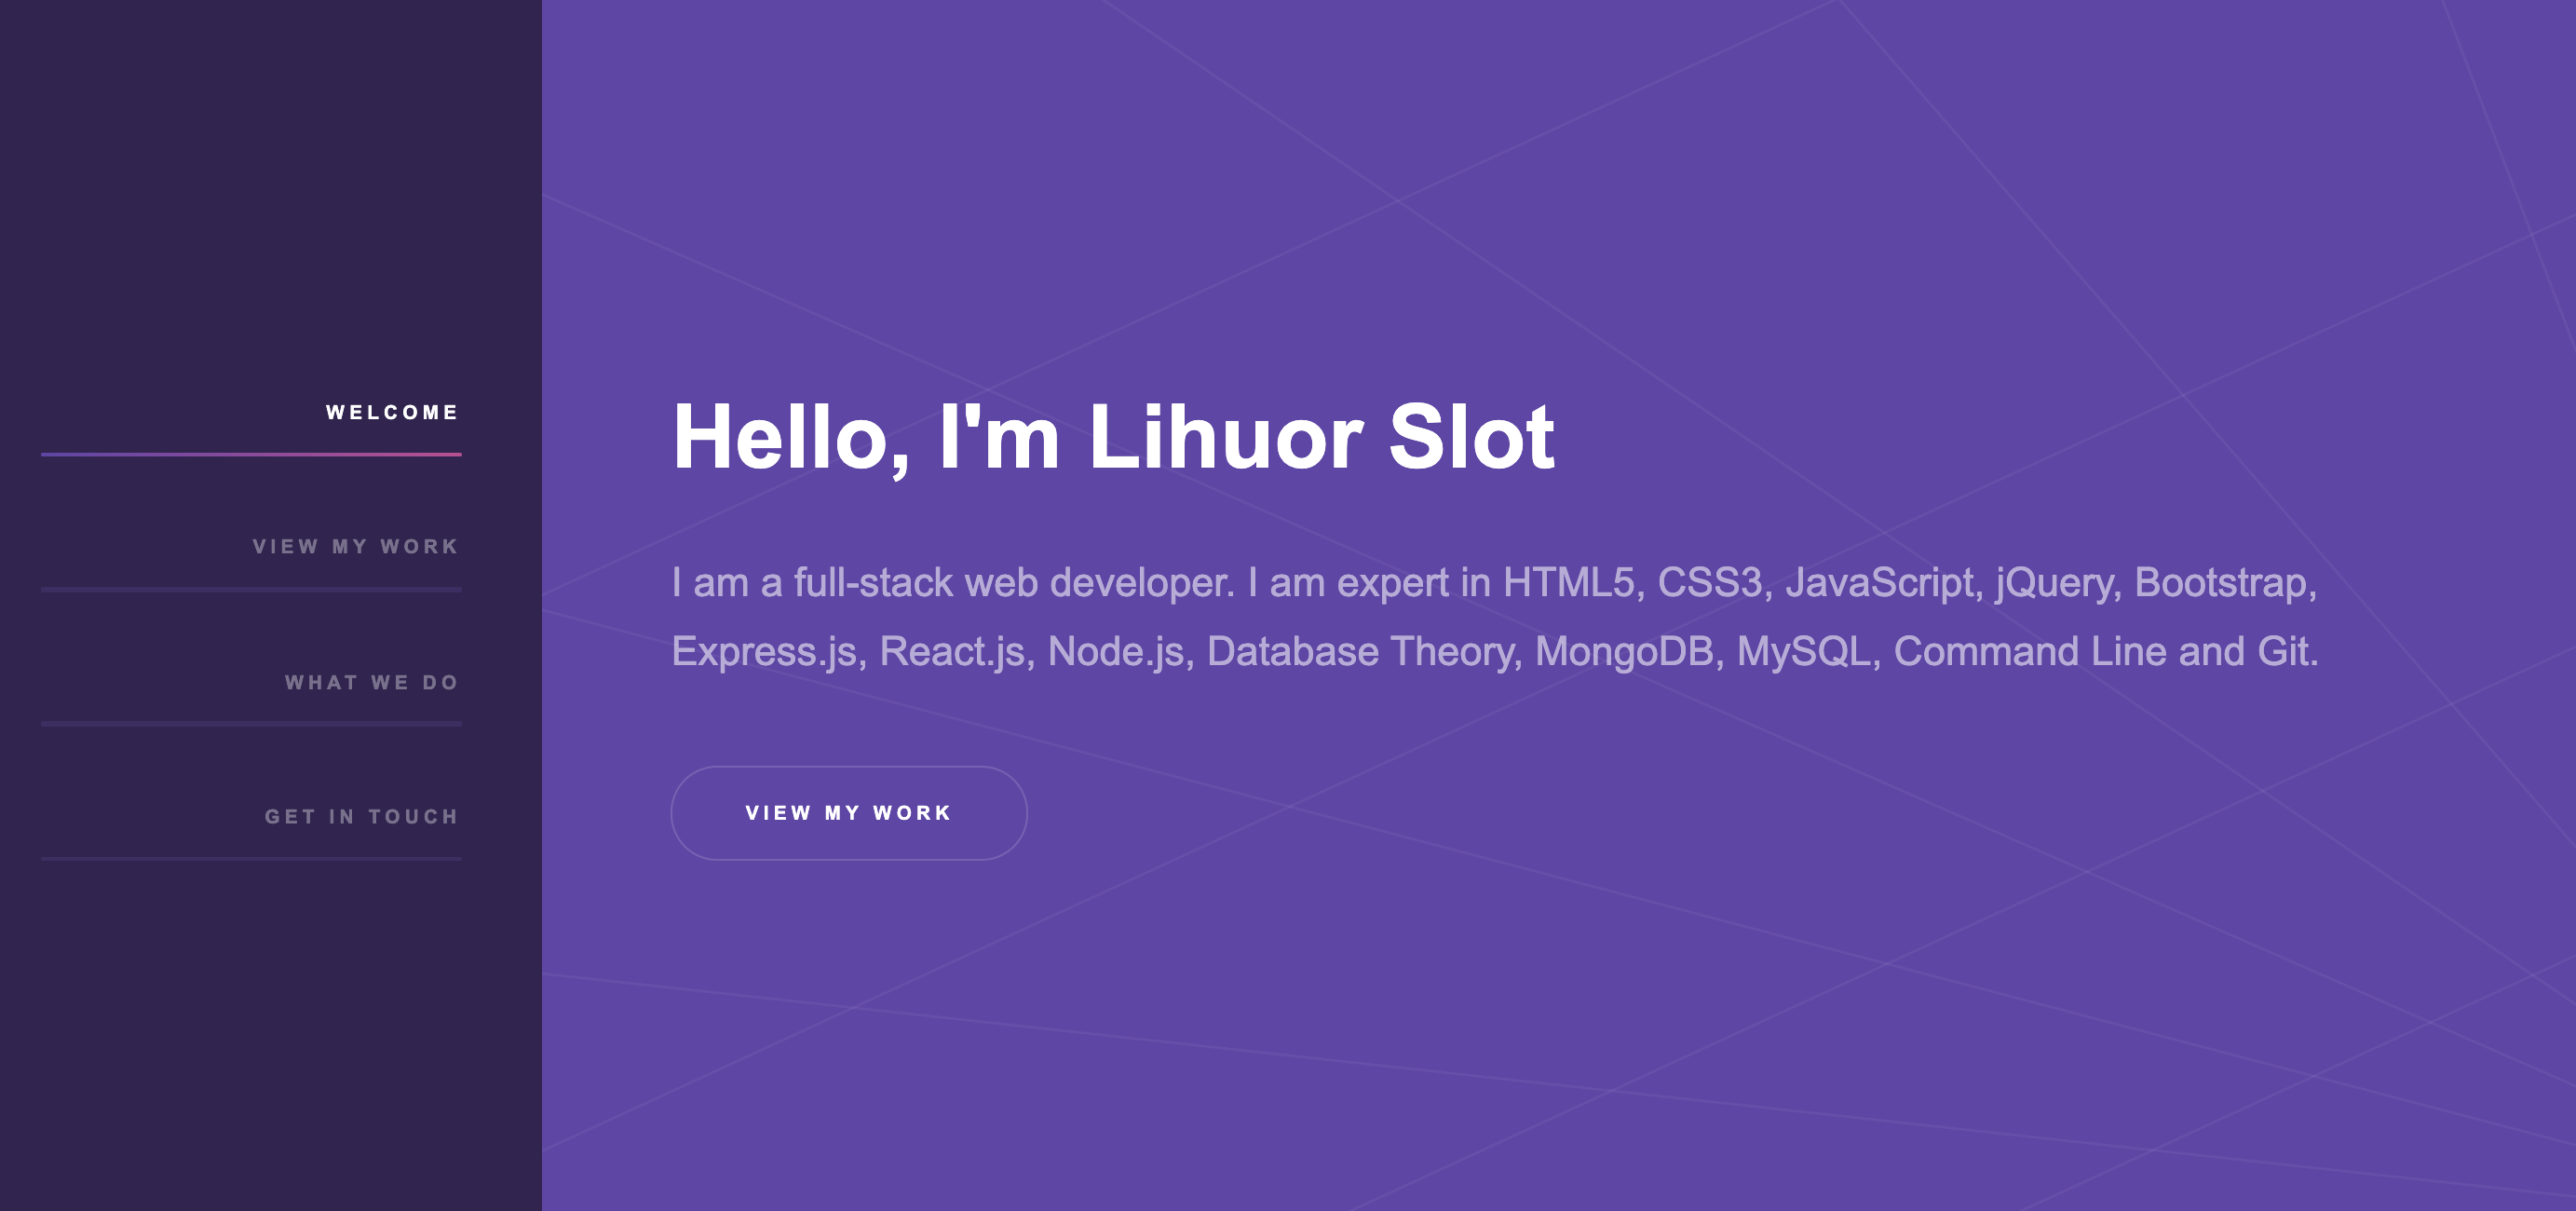 WELCOME
VIEW MY WORK
WHAT WE DO
GET IN TOUCH
Hello, I'm Lihuor Slot
I am a full-stack web developer. I am expert in HTML5, CSS3, JavaScript, jQuery, Bootstrap,
Express.js, React.js, Node.js, Database Theory, MongoDB, MySQL, Command Line and Git.
VIEW MY WORK